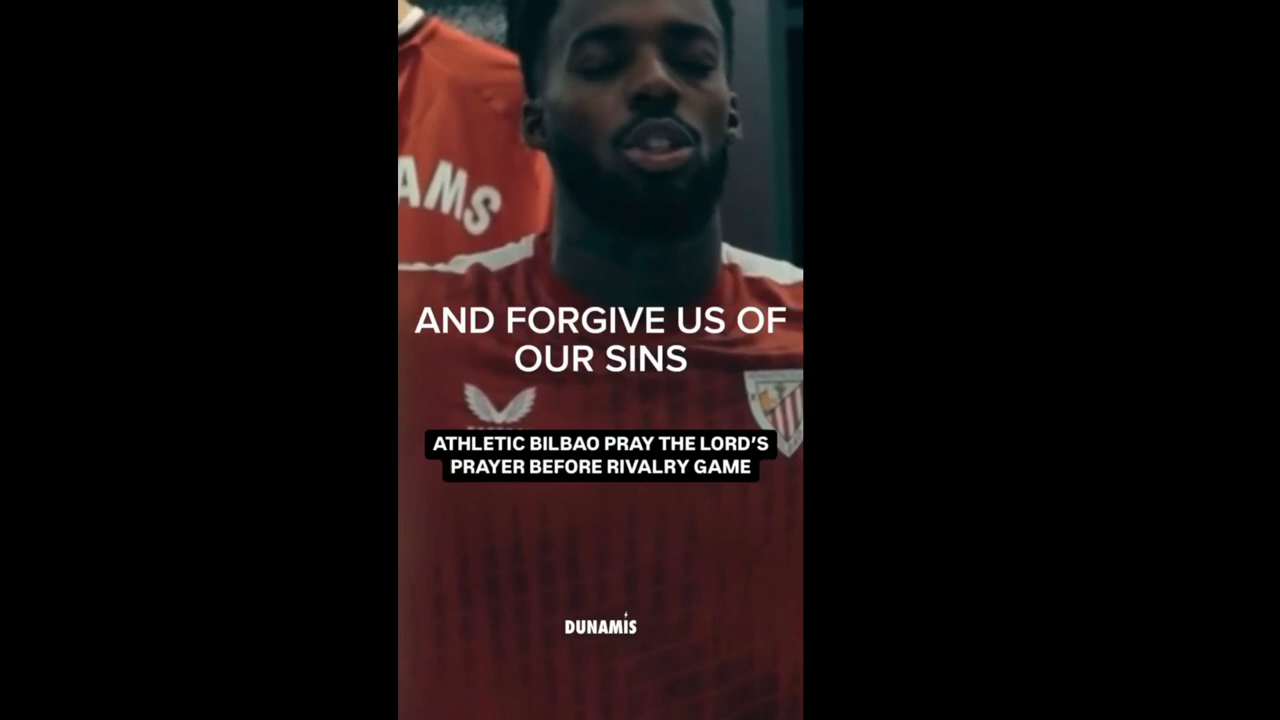 AMS
AND FORGIVE US OF
OUR SINS
ATHLETIC BILBAO PRAY THE LORD'S
PRAYER BEFORE RIVALRY GAME
DUNAMIS